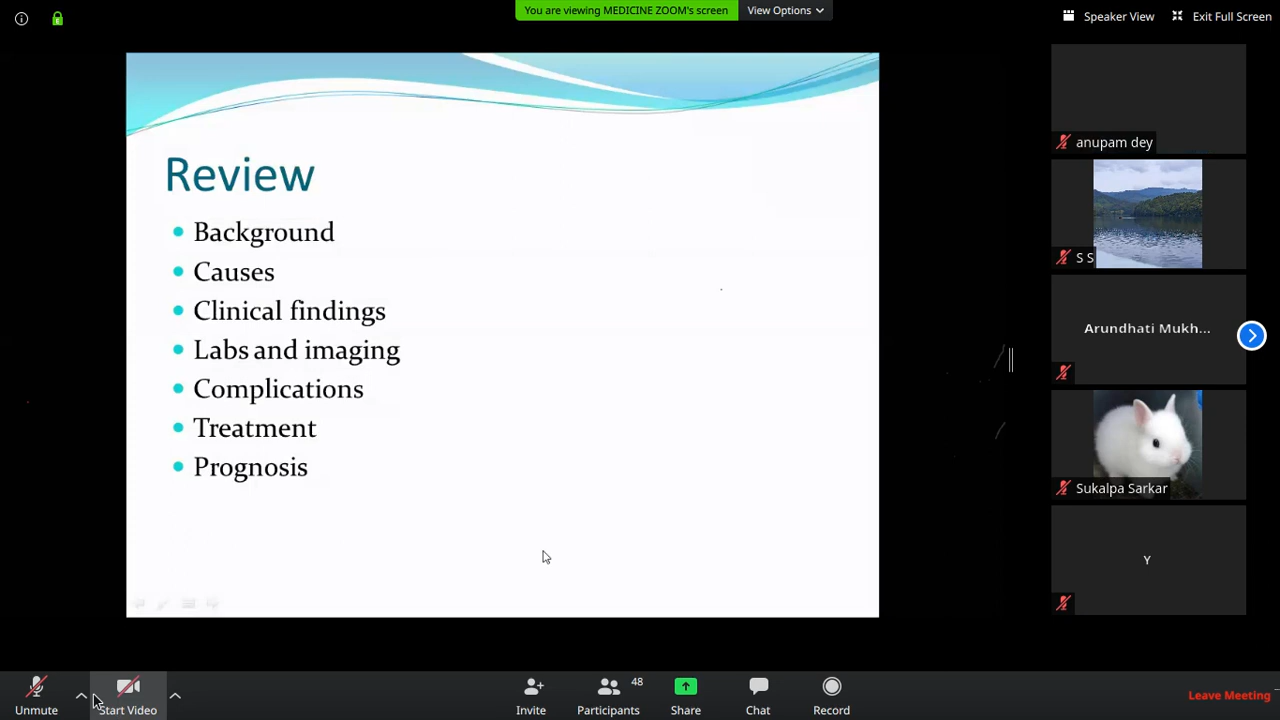 You are viewing MEDICINE ZOOM's screen
View Options
Speaker View
Exit Full Screen
Review
Background
Causes
Clinical findings
Labs and imaging
Complications
Treatment
Prognosis
anupam dey
S S
Arundhati Mukh...
Sukalpa Sarkar
Y
Unmute
Start Video
Invite
Participants 48
Share
Chat
Record
Leave Meeting